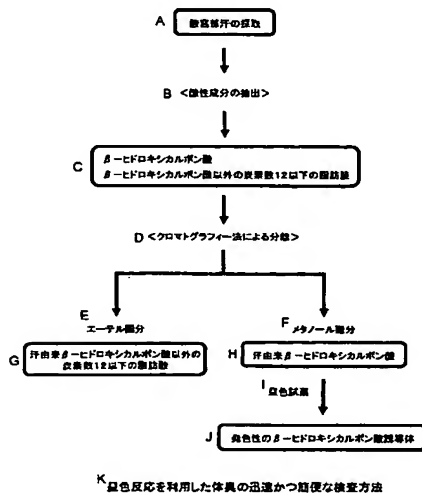 A 腋窩部汗の採取
B <酸性成分の抽出>
C β-ヒドロキシカルボン酸
β-ヒドロキシカルボン酸以外の炭素数12以下の脂肪酸
D <クロマトグラフィー法による分離>
E
エーテル画分
F
メタノール画分
G 汗由来β-ヒドロキシカルボン酸以外の
炭素数12以下の脂肪酸
H 汗由来β-ヒドロキシカルボン酸
I 呈色試薬
J 発色性のβ-ヒドロキシカルボン酸誘導体
K 呈色反応を利用した体臭の迅速かつ簡便な検査方法